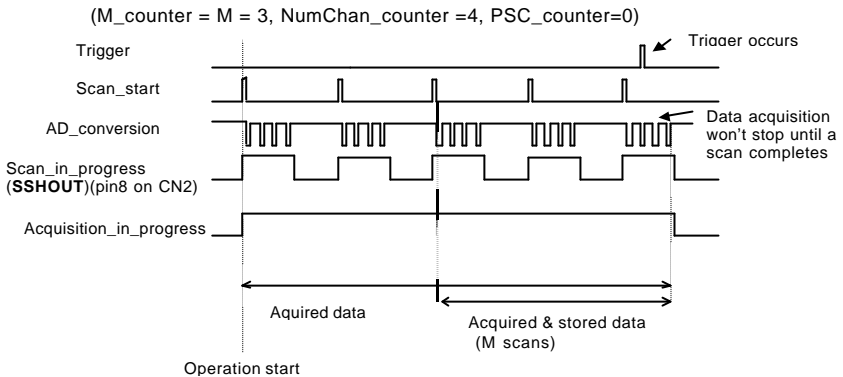 (M_counter = M = 3, NumChan_counter =4, PSC_counter=0)
Trigger
Trigger occurs
Scan_start
AD_conversion
Data acquisition
won't stop until a
scan completes
Scan_in_progress
(SSHOUT)(pin8 on CN2)
Acquisition_in_progress
Aquired data
Acquired & stored data
(M scans)
Operation start